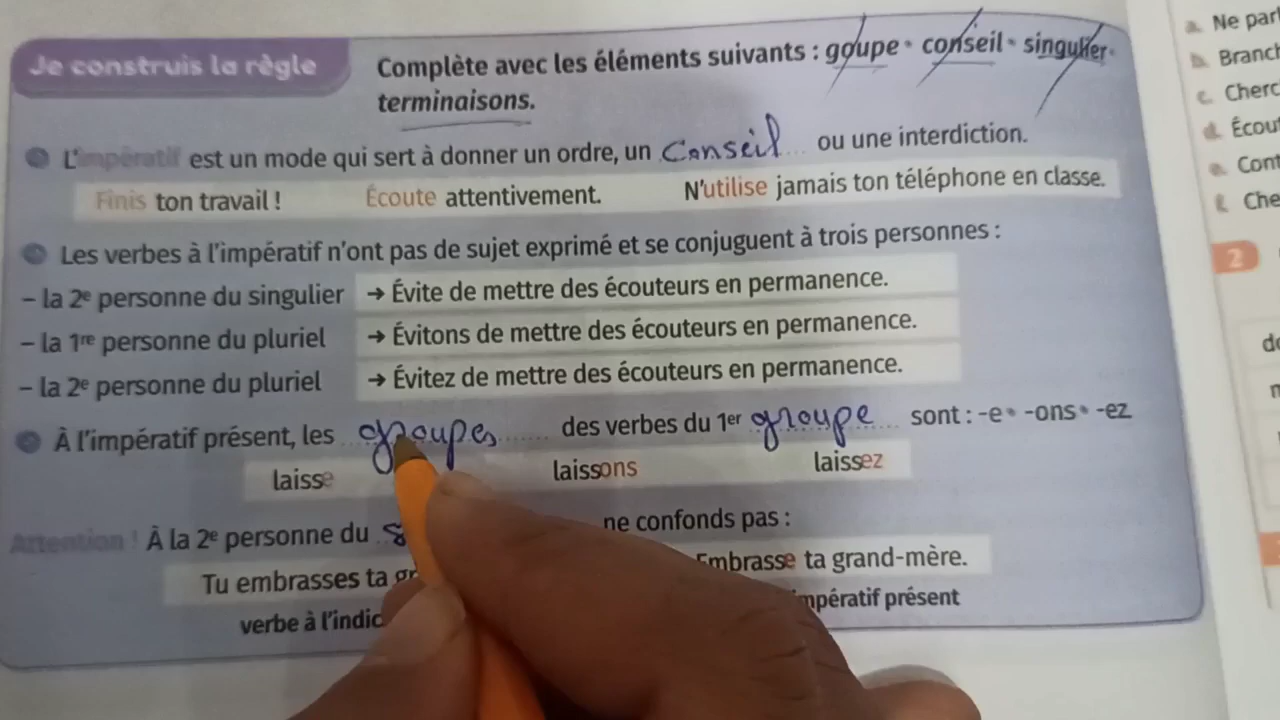 Je construis la règle
Complète avec les éléments suivants : goupe • conseil • singulier •
terminaisons.
L'impératif est un mode qui sert à donner un ordre, un conseil ou une interdiction.
Finis ton travail ! Écoute attentivement. N'utilise jamais ton téléphone en classe.
Les verbes à l'impératif n'ont pas de sujet exprimé et se conjuguent à trois personnes :
– la 2e personne du singulier → Évite de mettre des écouteurs en permanence.
– la 1re personne du pluriel → Évitons de mettre des écouteurs en permanence.
– la 2e personne du pluriel → Évitez de mettre des écouteurs en permanence.
À l'impératif présent, les groupes des verbes du 1er groupe sont : -e • -ons • -ez
laisse laissons laissez
Attention ! À la 2e personne du s ne confonds pas :
Tu embrasses ta gr Embrasse ta grand-mère.
verbe à l'indic mpératif présent
a. Ne parl
b. Branc
c. Cherc
d. Écou
e. Cont
f. Che
2